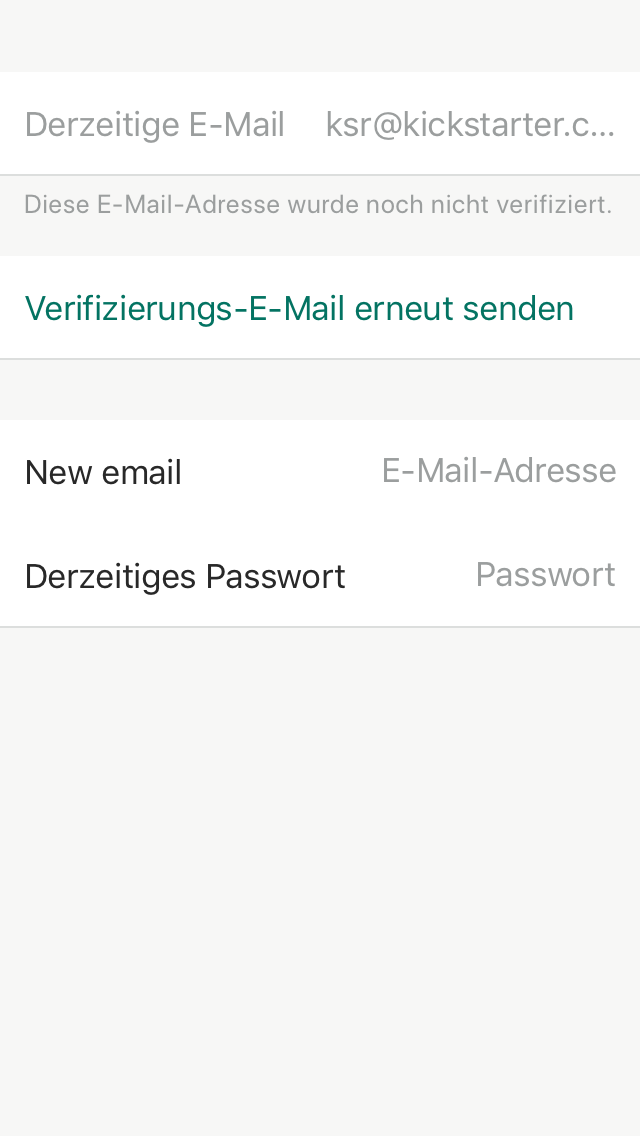 Derzeitige E-Mail ksr@kickstarter.c...
Diese E-Mail-Adresse wurde noch nicht verifiziert.
Verifizierungs-E-Mail erneut senden
New email E-Mail-Adresse
Derzeitiges Passwort Passwort